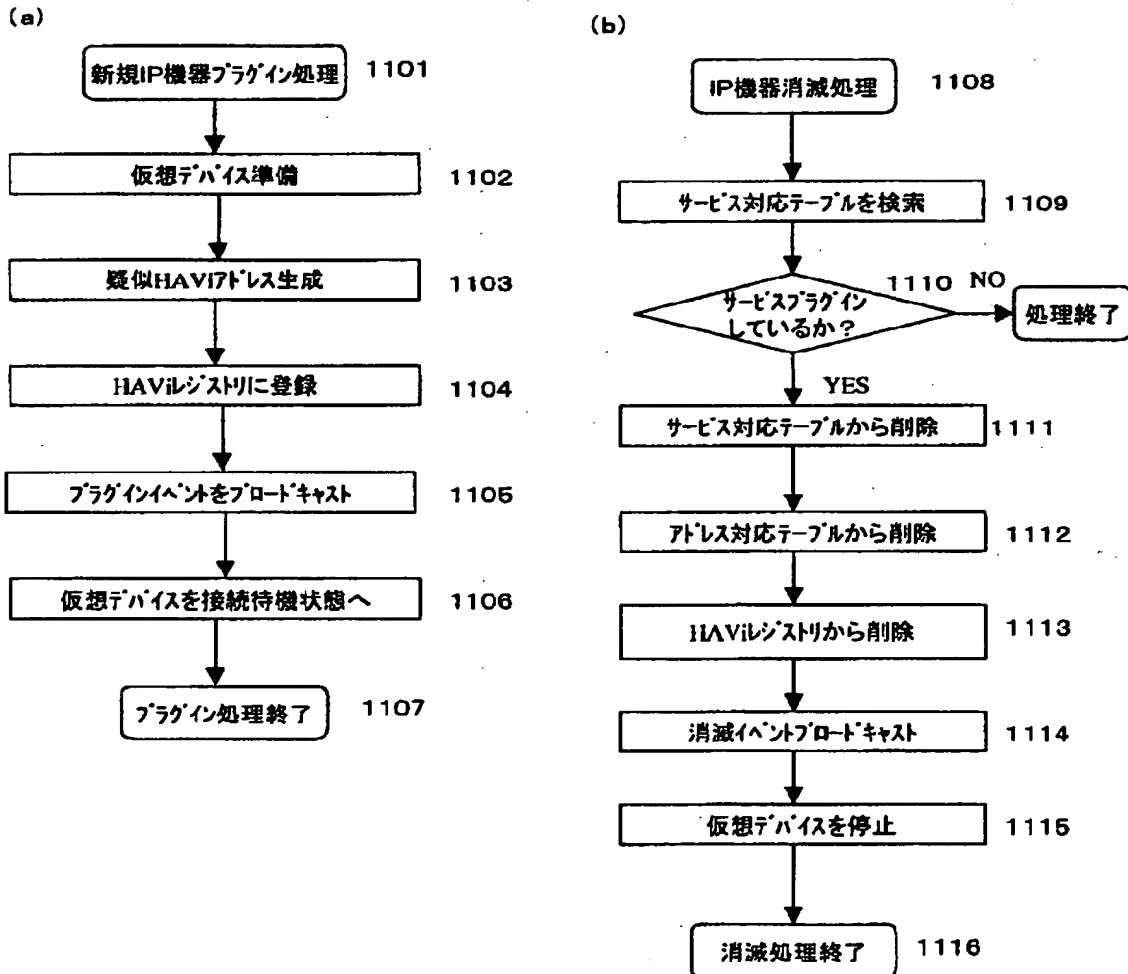 (a)
新規IP機器プラグイン処理 1101
仮想デバイス準備 1102
疑似HAViアドレス生成 1103
HAViレジストリに登録 1104
プラグインイベントをブロードキャスト 1105
仮想デバイスを接続待機状態へ 1106
プラグイン処理終了 1107
(b)
IP機器消滅処理 1108
サービス対応テーブルを検索 1109
1110 NO
サービスプラグイン
しているか？
処理終了
YES
サービス対応テーブルから削除 1111
アドレス対応テーブルから削除 1112
HAViレジストリから削除 1113
消滅イベントブロードキャスト 1114
仮想デバイスを停止 1115
消滅処理終了 1116